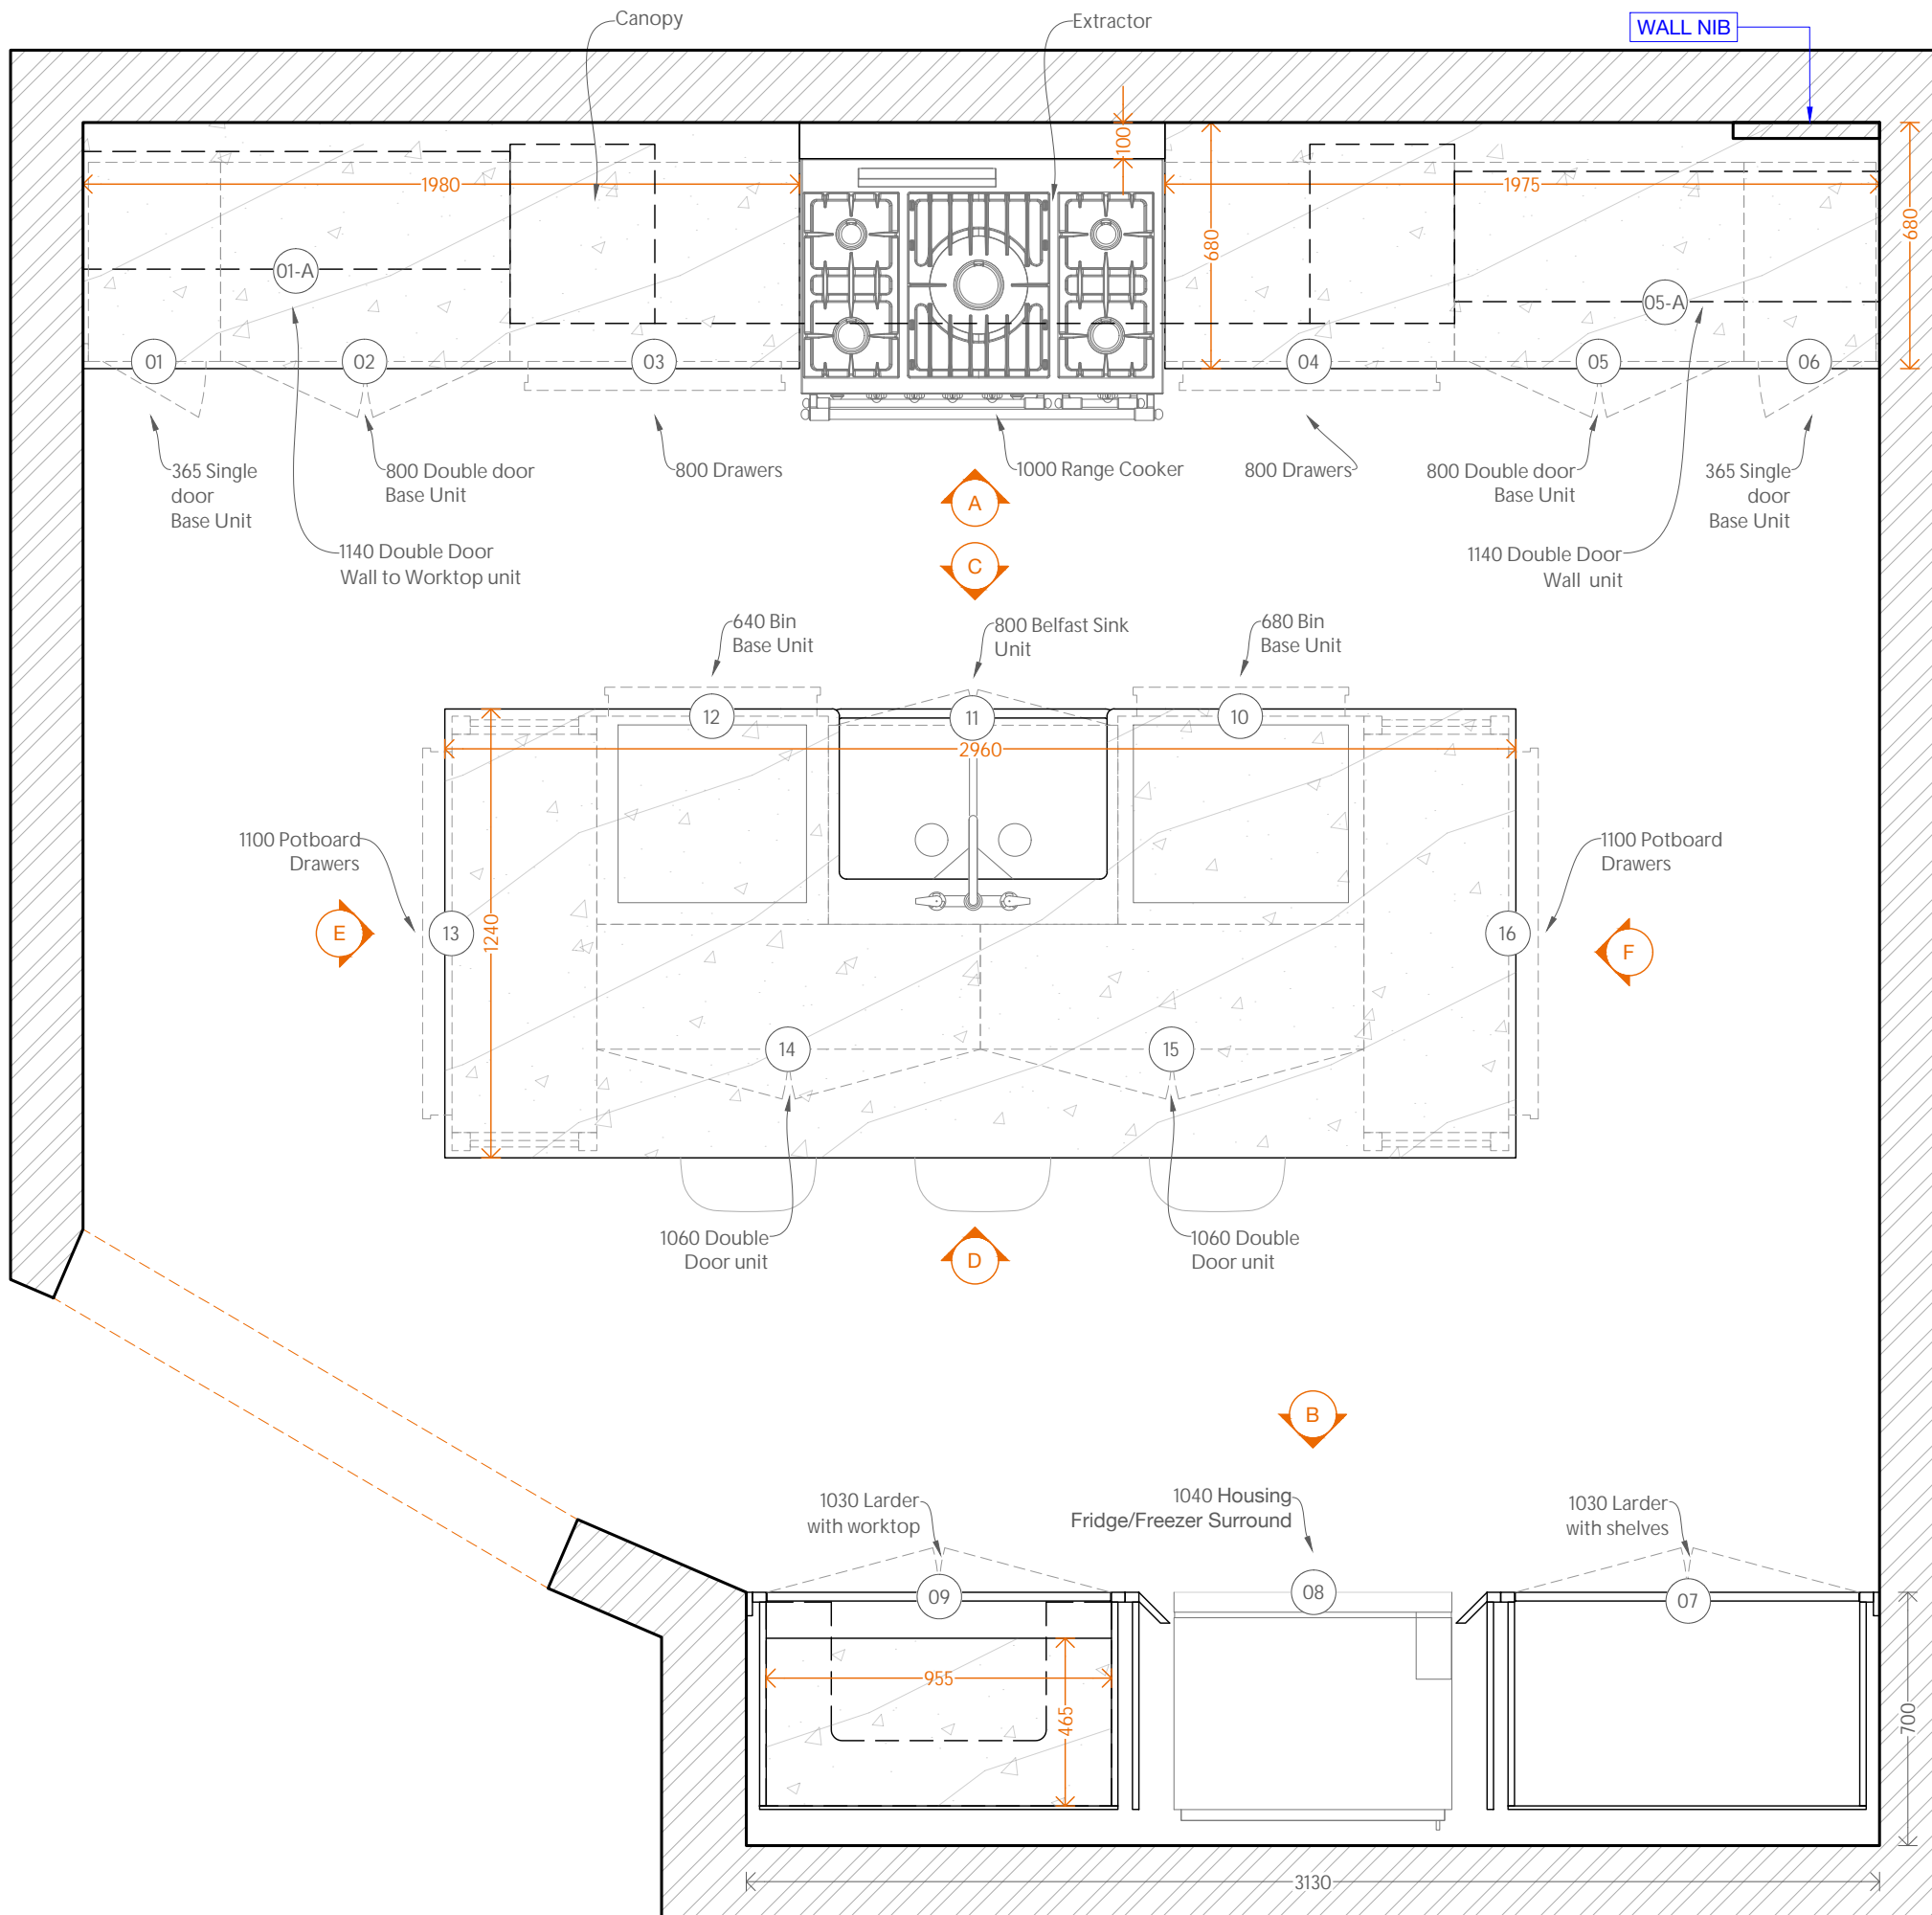 Canopy
Extractor
WALL NIB
100
1980
1975
680
680
01-A
05-A
01
02
03
04
05
06
365 Single
door
Base Unit
800 Double door
Base Unit
800 Drawers
1000 Range Cooker
800 Drawers
800 Double door
Base Unit
365 Single
door
Base Unit
1140 Double Door
Wall to Worktop unit
1140 Double Door
Wall unit
A
C
640 Bin
Base Unit
800 Belfast Sink
Unit
680 Bin
Base Unit
12
11
10
2960
1100 Potboard
Drawers
1100 Potboard
Drawers
E
13
1240
16
F
14
15
1060 Double
Door unit
1060 Double
Door unit
D
B
1030 Larder
with worktop
1040 Housing
Fridge/Freezer Surround
1030 Larder
with shelves
09
08
07
955
465
700
3130